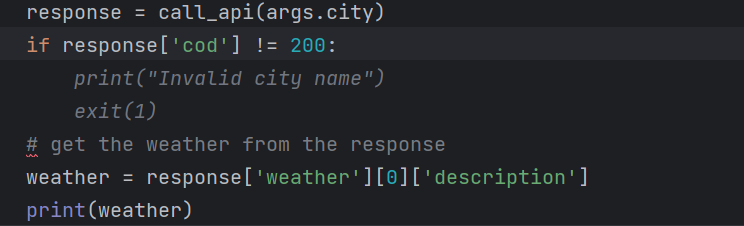 response = call_api(args.city)
if response['cod'] != 200:
    print("Invalid city name")
    exit(1)
# get the weather from the response
weather = response['weather'][0]['description']
print(weather)